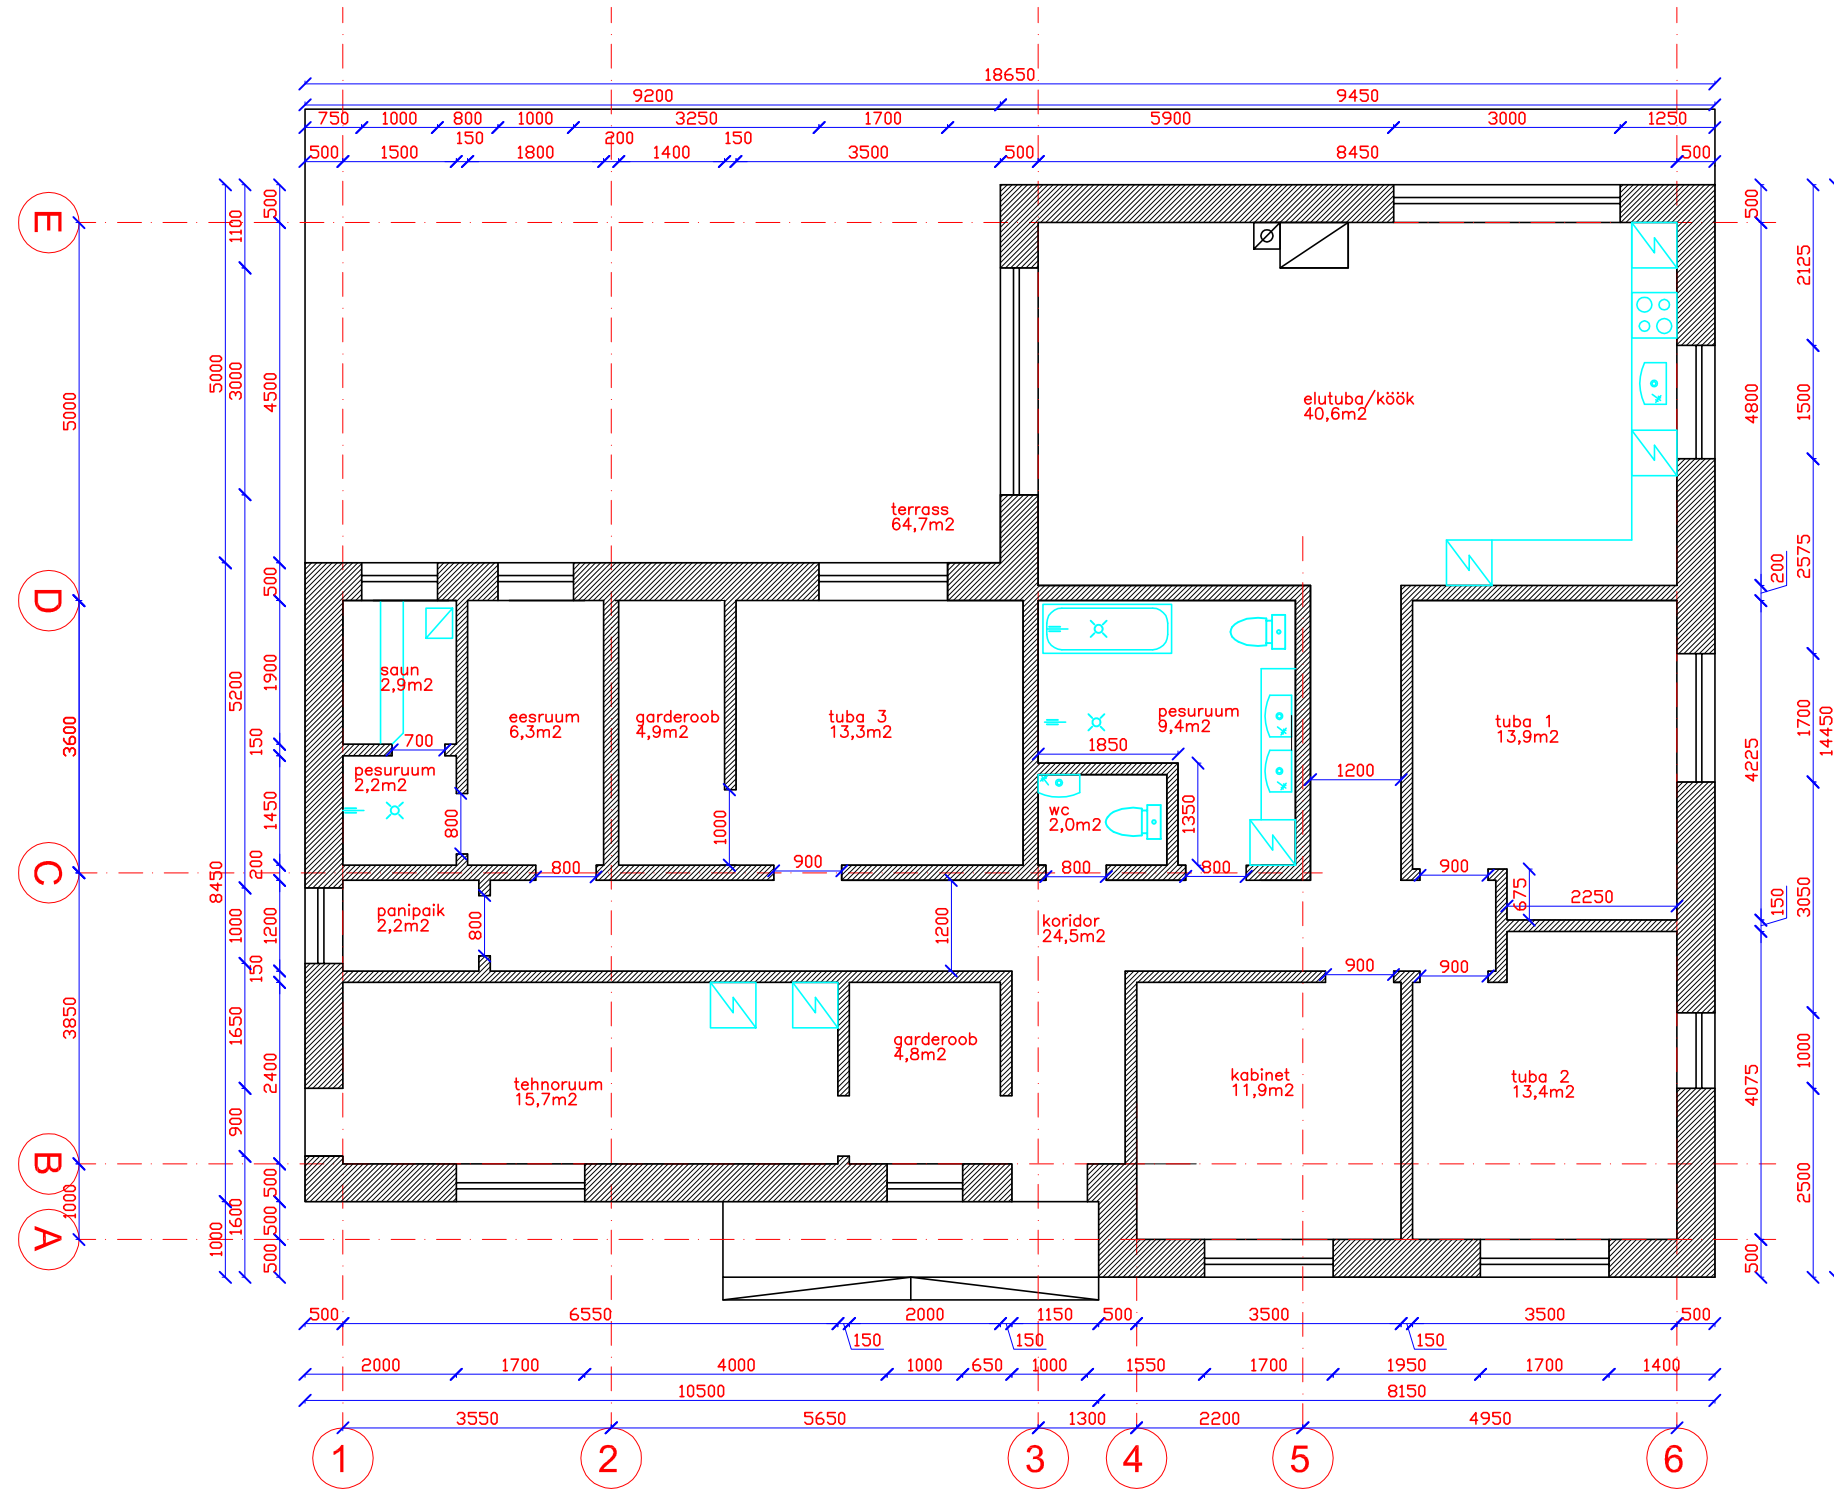 18650
9200 9450
750 1000 800 1000 3250 1700 5900 3000 1250
150 200 150
500 1500 1800 1400 3500 500 8450 500
E
D
C
B
A
5000
3600
3850
1000
5000
8450
1000
1100
3000
5200
1000
1650
900
1600
500
4500
500
1900
150
1450
200
1200
150
2400
500
500
500
500
4800
200
4225
150
4075
500
2125
1500
2575
1700
3050
1000
2500
14450
elutuba/köök
40,6m2
terrass
64,7m2
saun
2,9m2
700
pesuruum
2,2m2
800
eesruum
6,3m2
800
garderoob
4,9m2
1000
tuba 3
13,3m2
900
pesuruum
9,4m2
1850
1350
wc
2,0m2
800
800
1200
tuba 1
13,9m2
900
675
2250
panipaik
2,2m2
800
1200
koridor
24,5m2
900
900
tehnoruum
15,7m2
garderoob
4,8m2
kabinet
11,9m2
tuba 2
13,4m2
500 6550 2000 1150 500 3500 3500 500
150 150 150
2000 1700 4000 1000 650 1000 1550 1700 1950 1700 1400
10500 8150
3550 5650 1300 2200 4950
1 2 3 4 5 6